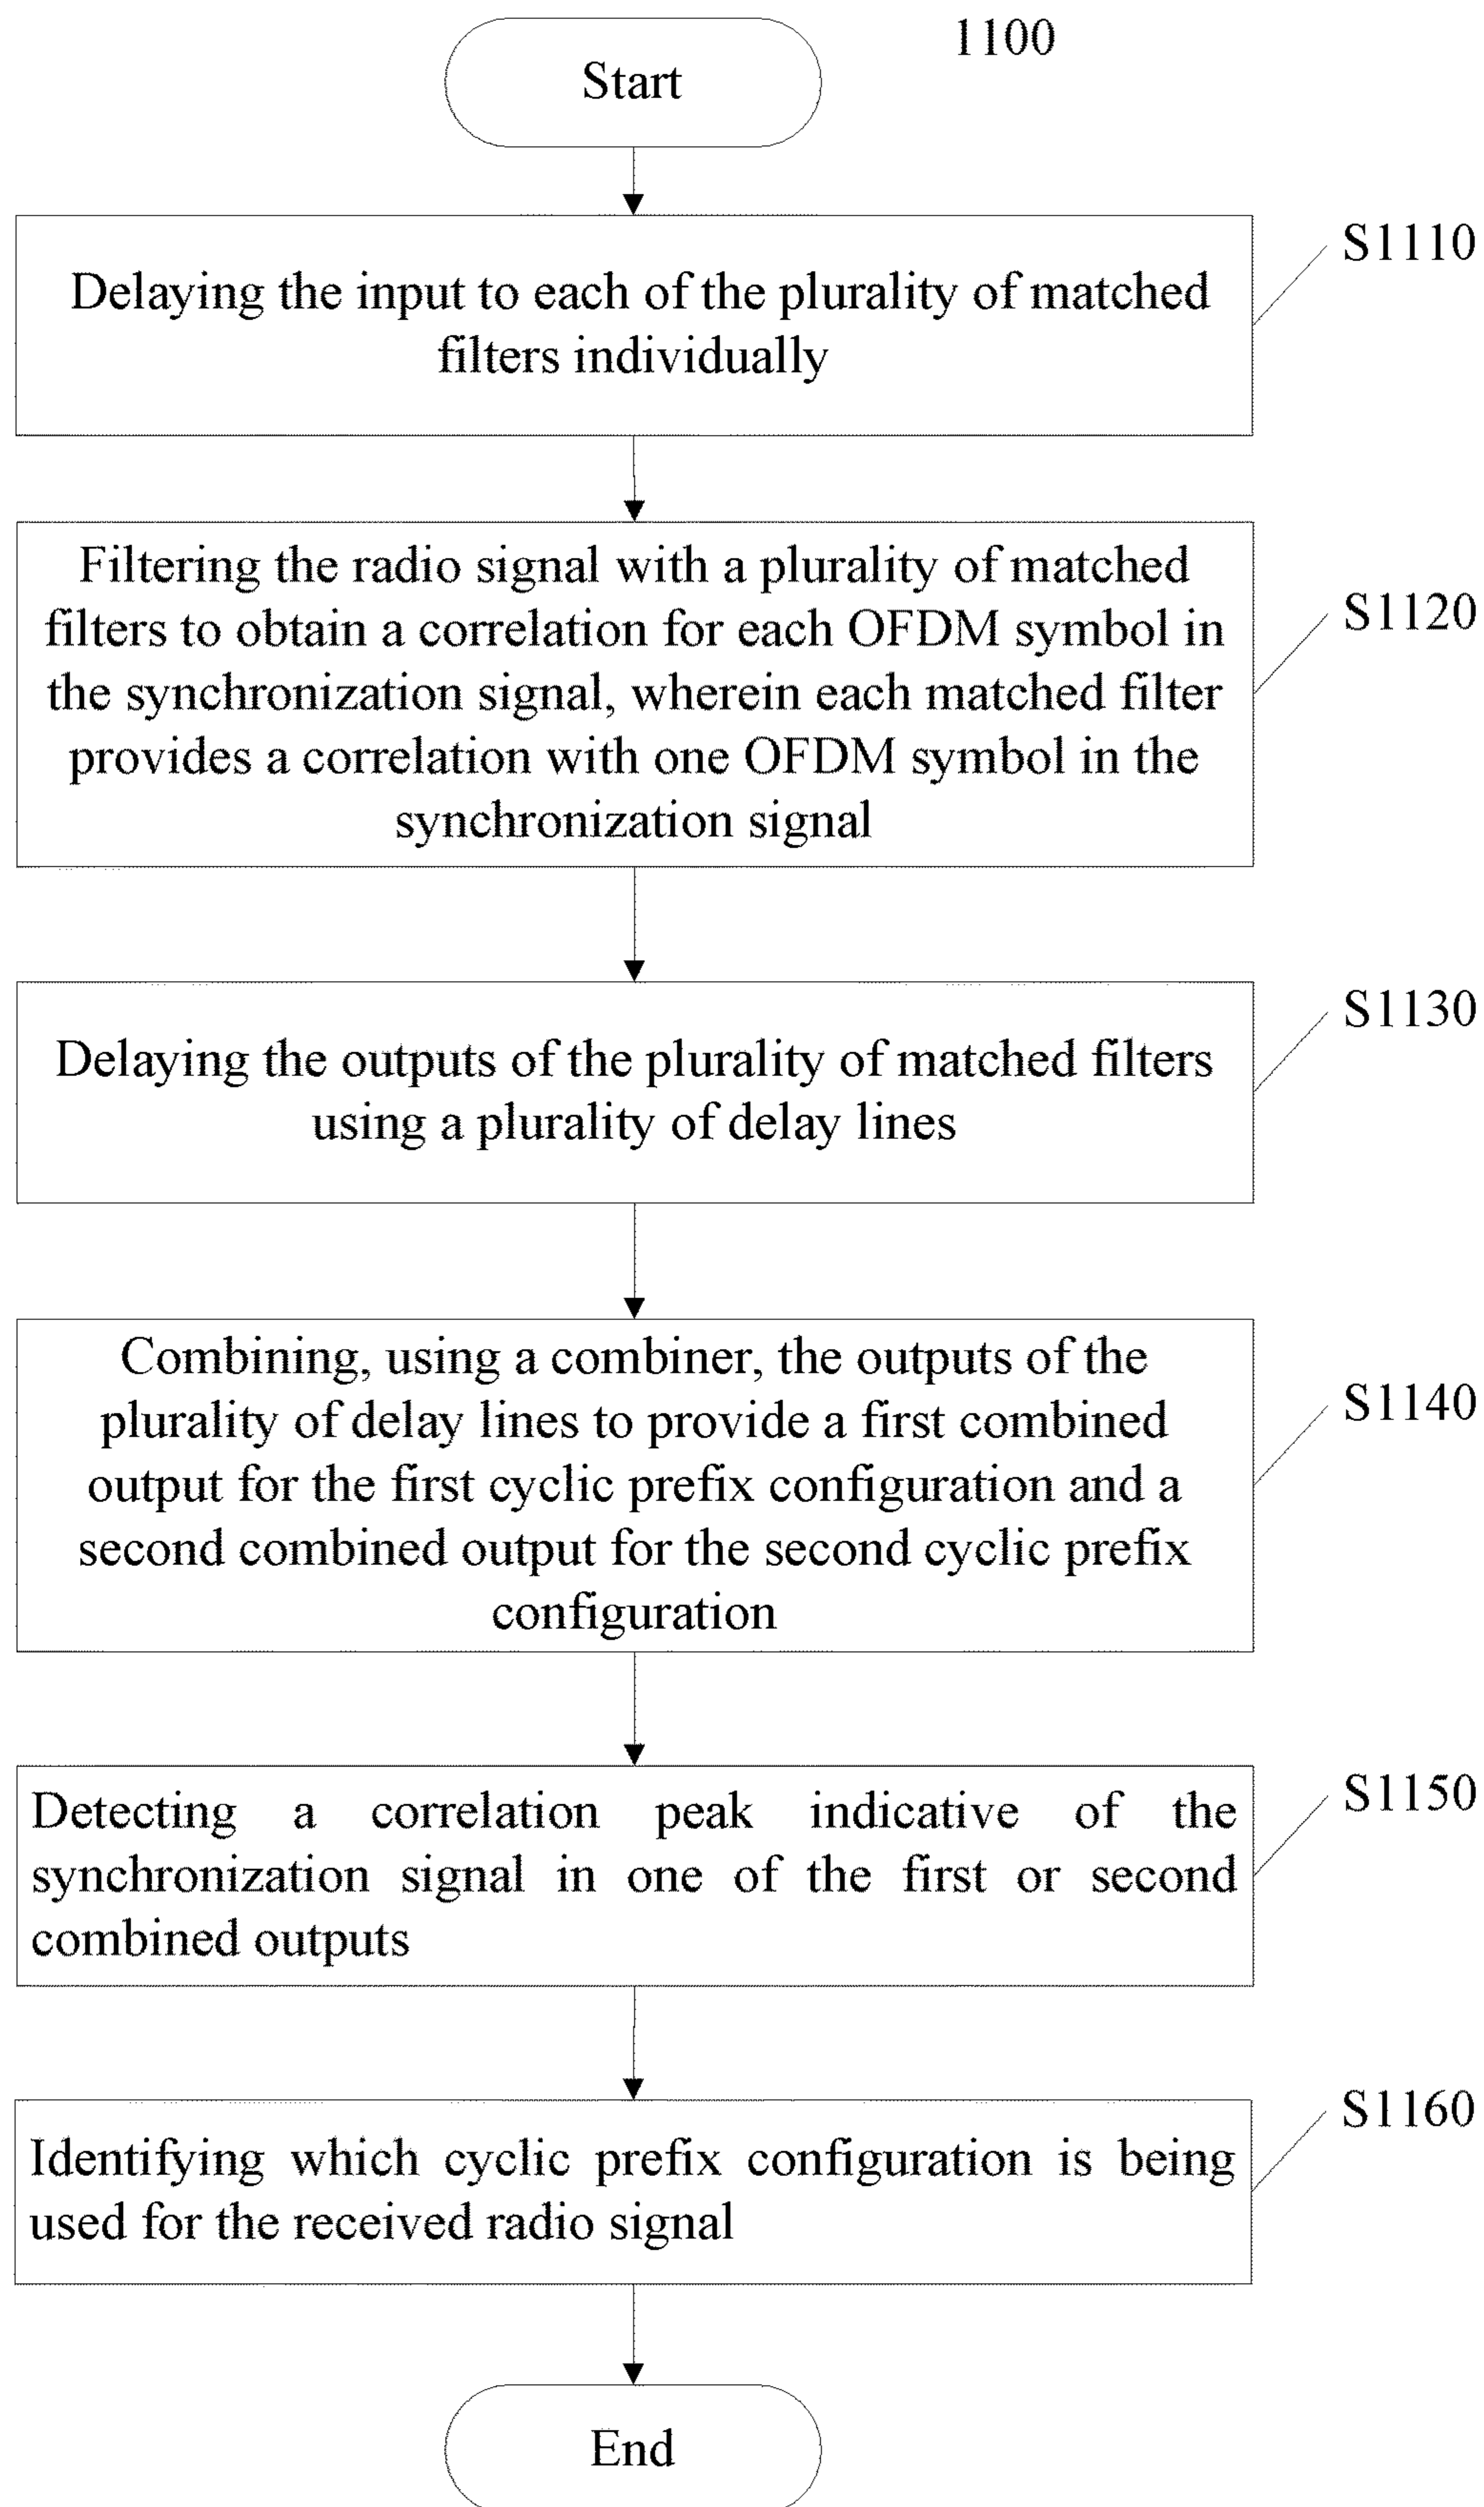 1100
Start
S1110
Delaying the input to each of the plurality of matched
filters individually
S1120
Filtering the radio signal with a plurality of matched
filters to obtain a correlation for each OFDM symbol in
the synchronization signal, wherein each matched filter
provides a correlation with one OFDM symbol in the
synchronization signal
S1130
Delaying the outputs of the plurality of matched filters
using a plurality of delay lines
S1140
Combining, using a combiner, the outputs of the
plurality of delay lines to provide a first combined
output for the first cyclic prefix configuration and a
second combined output for the second cyclic prefix
configuration
S1150
Detecting a correlation peak indicative of the
synchronization signal in one of the first or second
combined outputs
S1160
Identifying which cyclic prefix configuration is being
used for the received radio signal
End